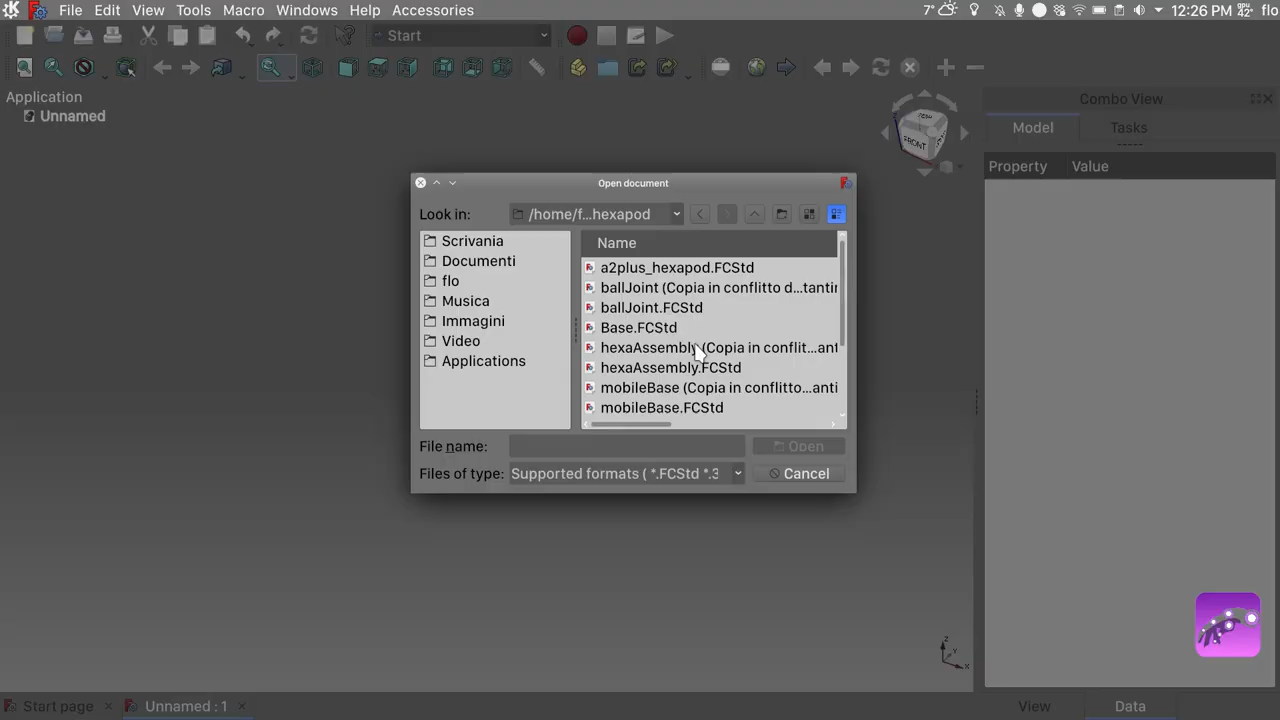 File Edit View Tools Macro Windows Help Accessories
7° 12:26 PM flo
Start
Application
Unnamed
TOP
FRONT
Combo View
Model Tasks
Property Value
Open document
Look in: /home/f...hexapod
Scrivania
Documenti
flo
Musica
Immagini
Video
Applications
Name
a2plus_hexapod.FCStd
ballJoint (Copia in conflitto d...tantin
ballJoint.FCStd
Base.FCStd
hexaAssembly (Copia in conflit...ant
hexaAssembly.FCStd
mobileBase (Copia in conflitto...anti
mobileBase.FCStd
File name: Open
Files of type: Supported formats ( *.FCStd *.3 Cancel
Z
Y
X
Start page Unnamed : 1
View Data